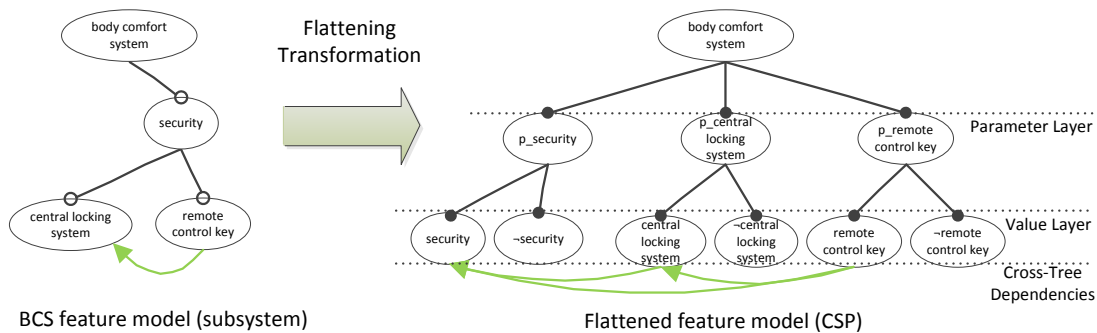 body comfort
system
security
central locking
system
remote
control key
BCS feature model (subsystem)
Flattening
Transformation
body comfort
system
p_security
p_central
locking
system
p_remote
control key
Parameter Layer
security
¬security
central
locking
system
¬central
locking
system
remote
control key
¬remote
control key
Value Layer
Cross-Tree
Dependencies
Flattened feature model (CSP)